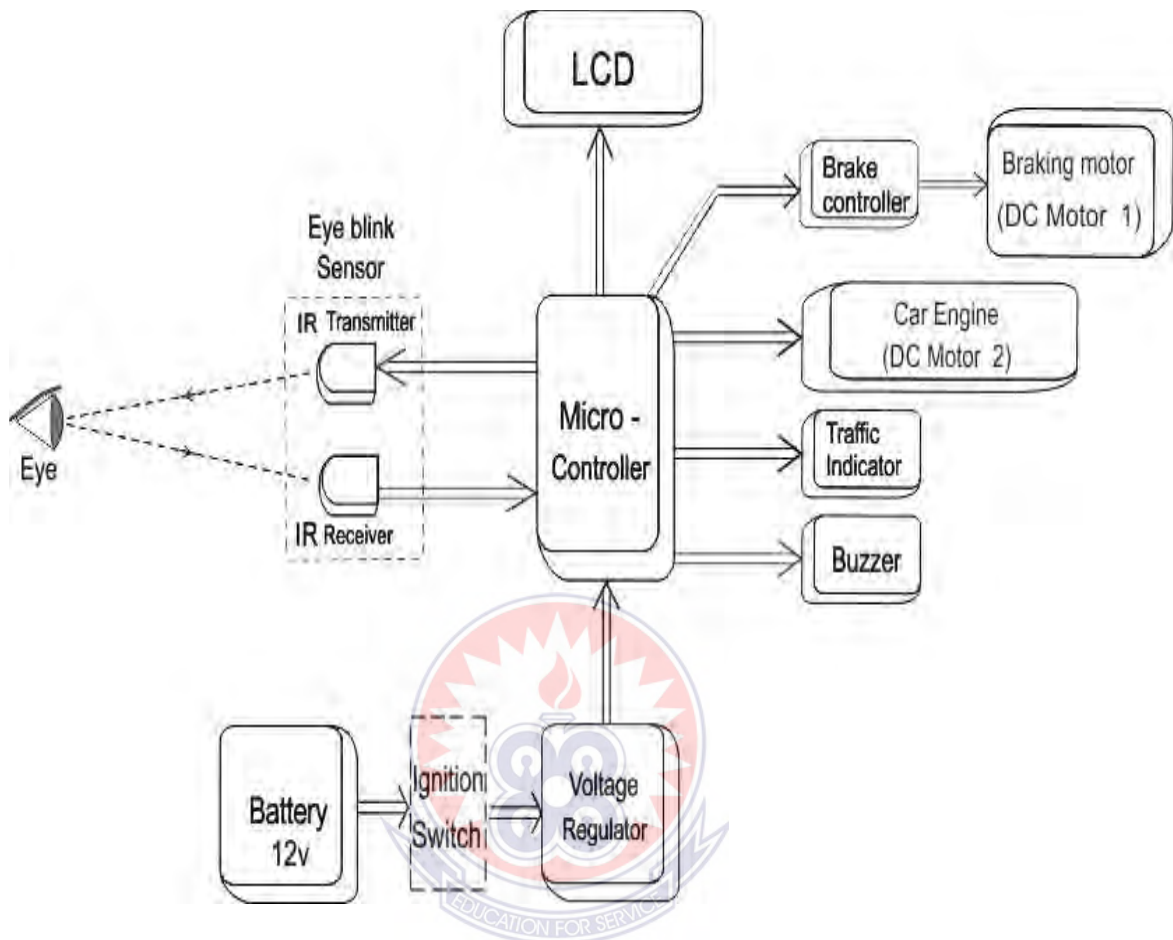 LCD
Brake
controller
Braking motor
(DC Motor 1)
Eye blink
Sensor
IR Transmitter
Car Engine
(DC Motor 2)
Micro -
Controller
Traffic
Indicator
Eye
IR Receiver
Buzzer
Battery
12v
Ignition
Switch
Voltage
Regulator
EDUCATION FOR SERVICE